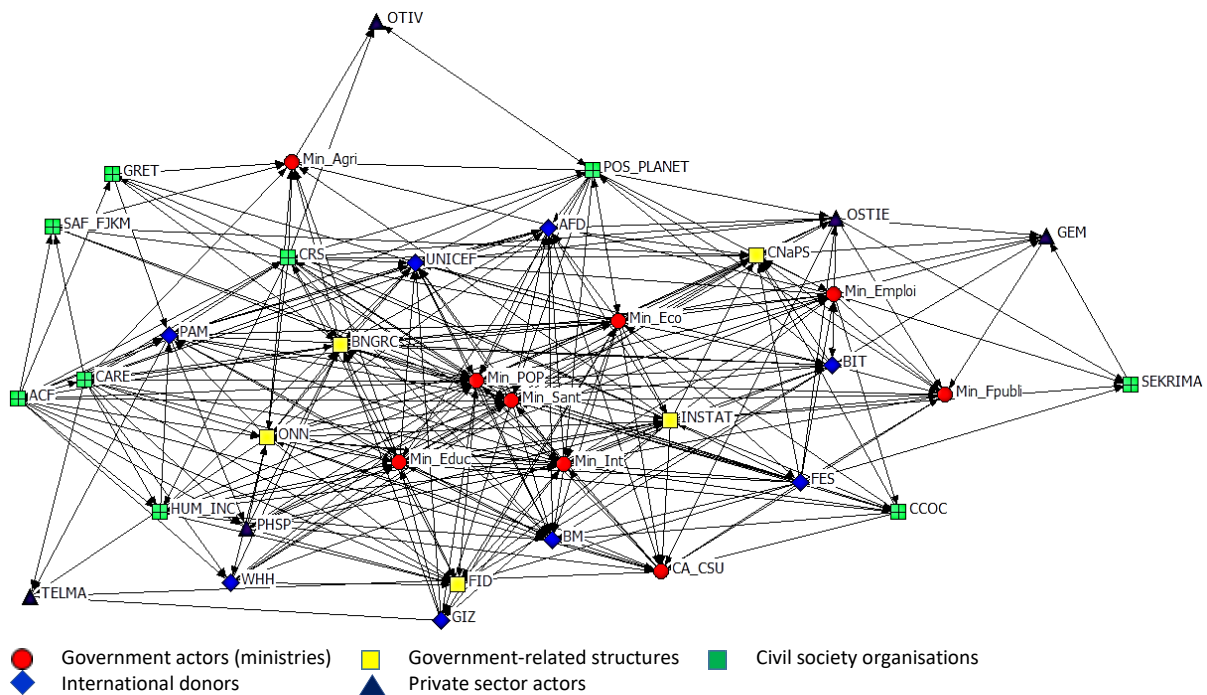 OTIV
GRET
Min_Agri
POS_PLANET
SAF_FJKM
AFD
OSTIE
GEM
CRS
UNICEF
CNaPS
Min_Emploi
PAM
BNGRC
Min_Eco
CARE
ACF
Min_POP
Min_Sant
BIT
Min_Fpubli
SEKRIMA
ONN
INSTAT
Min_Educ
Min_Int
FES
HUM_INC
PHSP
BM
CCOC
TELMA
WHH
FID
CA_CSU
GIZ
Government actors (ministries) Government-related structures Civil society organisations
International donors Private sector actors